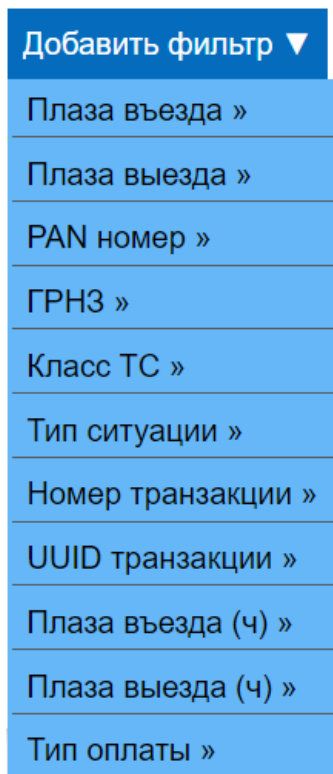 Добавить фильтр ▼
Плаза въезда »
Плаза выезда »
PAN номер »
ГРНЗ »
Класс ТС »
Тип ситуации »
Номер транзакции »
UUID транзакции »
Плаза въезда (ч) »
Плаза выезда (ч) »
Тип оплаты »